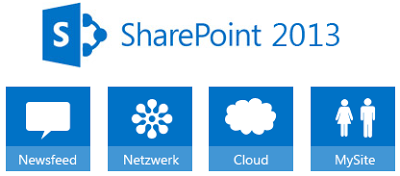 S SharePoint 2013
Newsfeed
Netzwerk
Cloud
MySite